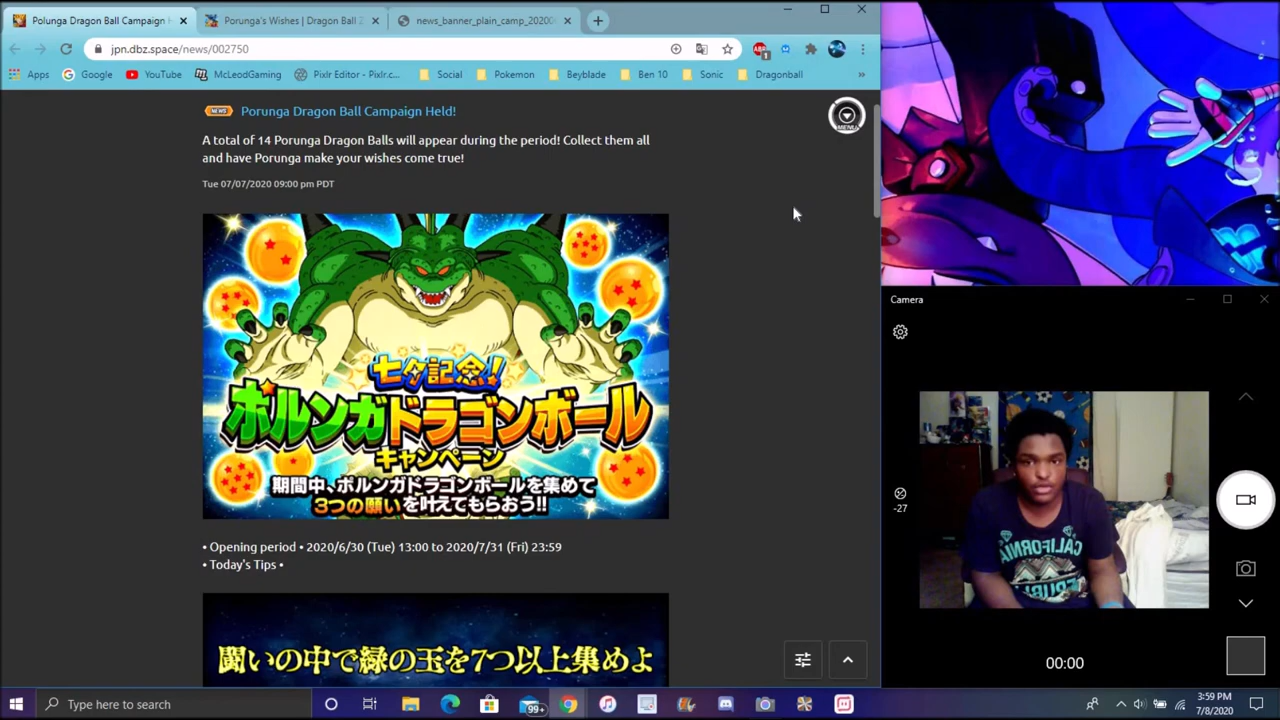 Polunga Dragon Ball Campaign H
Porunga's Wishes | Dragon Ball Z
news_banner_plain_camp_20200
jpn.dbz.space/news/002750
Apps
Google
YouTube
McLeodGaming
Pixlr Editor - Pixlr.c...
Social
Pokemon
Beyblade
Ben 10
Sonic
Dragonball
»
NEWS
Porunga Dragon Ball Campaign Held!
A total of 14 Porunga Dragon Balls will appear during the period! Collect them all
and have Porunga make your wishes come true!
Tue 07/07/2020 09:00 pm PDT
MENU
七夕記念!
ポルンガドラゴンボール
キャンペーン
期間中、ポルンガドラゴンボールを集めて
3つの願いを叶えてもらおう!!
• Opening period • 2020/6/30 (Tue) 13:00 to 2020/7/31 (Fri) 23:59
• Today's Tips •
闘いの中で緑の玉を7つ以上集めよ
Camera
-27
CALIFORNIA
00:00
Type here to search
99+
3:59 PM
7/8/2020